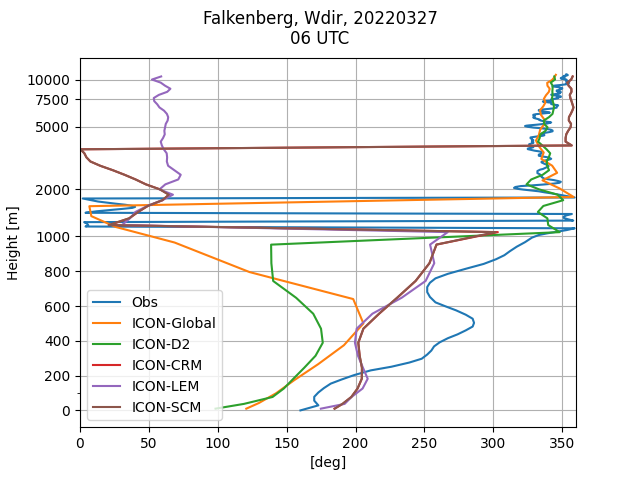 Falkenberg, Wdir, 20220327
06 UTC
Height [m]
10000
7500
5000
2000
1000
800
600
400
200
0
Obs
ICON-Global
ICON-D2
ICON-CRM
ICON-LEM
ICON-SCM
0 50 100 150 200 250 300 350
[deg]